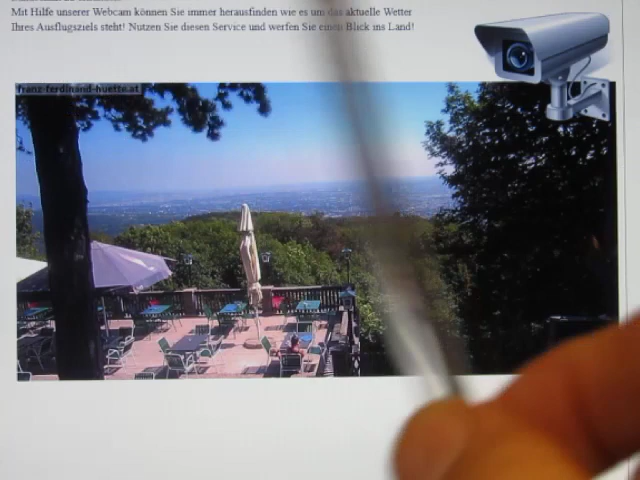 Mit Hilfe unserer Webcam können Sie immer herausfinden wie es um das aktuelle Wetter
Ihres Ausflugsziels steht! Nutzen Sie diesen Service und werfen Sie einen Blick ins Land!
franz-ferdinand-huette.at